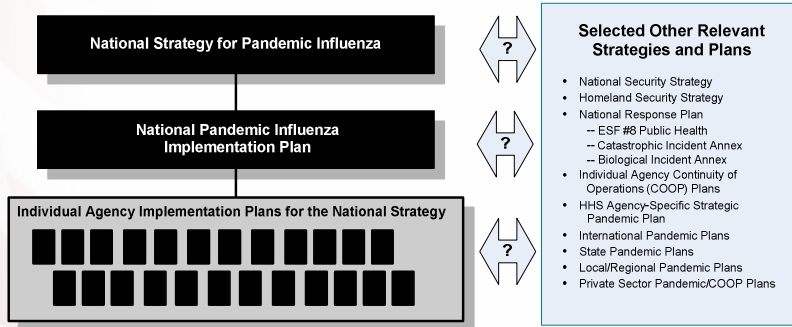 National Strategy for Pandemic Influenza
?
National Pandemic Influenza
Implementation Plan
?
Individual Agency Implementation Plans for the National Strategy
?
Selected Other Relevant
Strategies and Plans
• National Security Strategy
• Homeland Security Strategy
• National Response Plan
-- ESF #8 Public Health
-- Catastrophic Incident Annex
-- Biological Incident Annex
• Individual Agency Continuity of
Operations (COOP) Plans
• HHS Agency-Specific Strategic
Pandemic Plan
• International Pandemic Plans
• State Pandemic Plans
• Local/Regional Pandemic Plans
• Private Sector Pandemic/COOP Plans